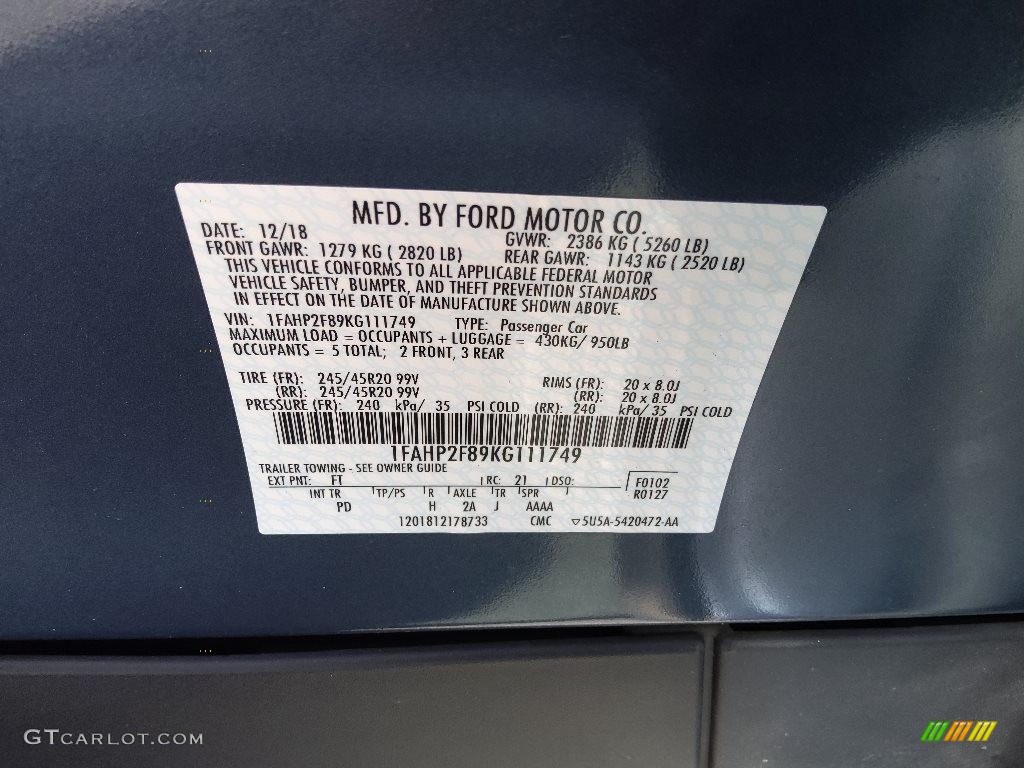 MFD. BY FORD MOTOR CO.
DATE: 12/18 GVWR: 2386 KG ( 5260 LB)
FRONT GAWR: 1279 KG ( 2820 LB) REAR GAWR: 1143 KG ( 2520 LB)
THIS VEHICLE CONFORMS TO ALL APPLICABLE FEDERAL MOTOR
VEHICLE SAFETY, BUMPER, AND THEFT PREVENTION STANDARDS
IN EFFECT ON THE DATE OF MANUFACTURE SHOWN ABOVE.
VIN: 1FAHP2F89KG111749 TYPE: Passenger Car
MAXIMUM LOAD = OCCUPANTS + LUGGAGE = 430KG/ 950LB
OCCUPANTS = 5 TOTAL; 2 FRONT, 3 REAR
TIRE (FR): 245/45R20 99V RIMS (FR): 20 x 8.0J
(RR): 245/45R20 99V (RR): 20 x 8.0J
PRESSURE (FR): 240 kPa/ 35 PSI COLD (RR): 240 kPa/ 35 PSI COLD
1FAHP2F89KG111749
TRAILER TOWING - SEE OWNER GUIDE
EXT PNT: FT RC: 21 DSO: F0102
INT TR TP/PS R AXLE TR SPR R0127
PD H 2A J AAAA
1201812178733 CMC ▽5U5A-5420472-AA
GTCARLOT.COM